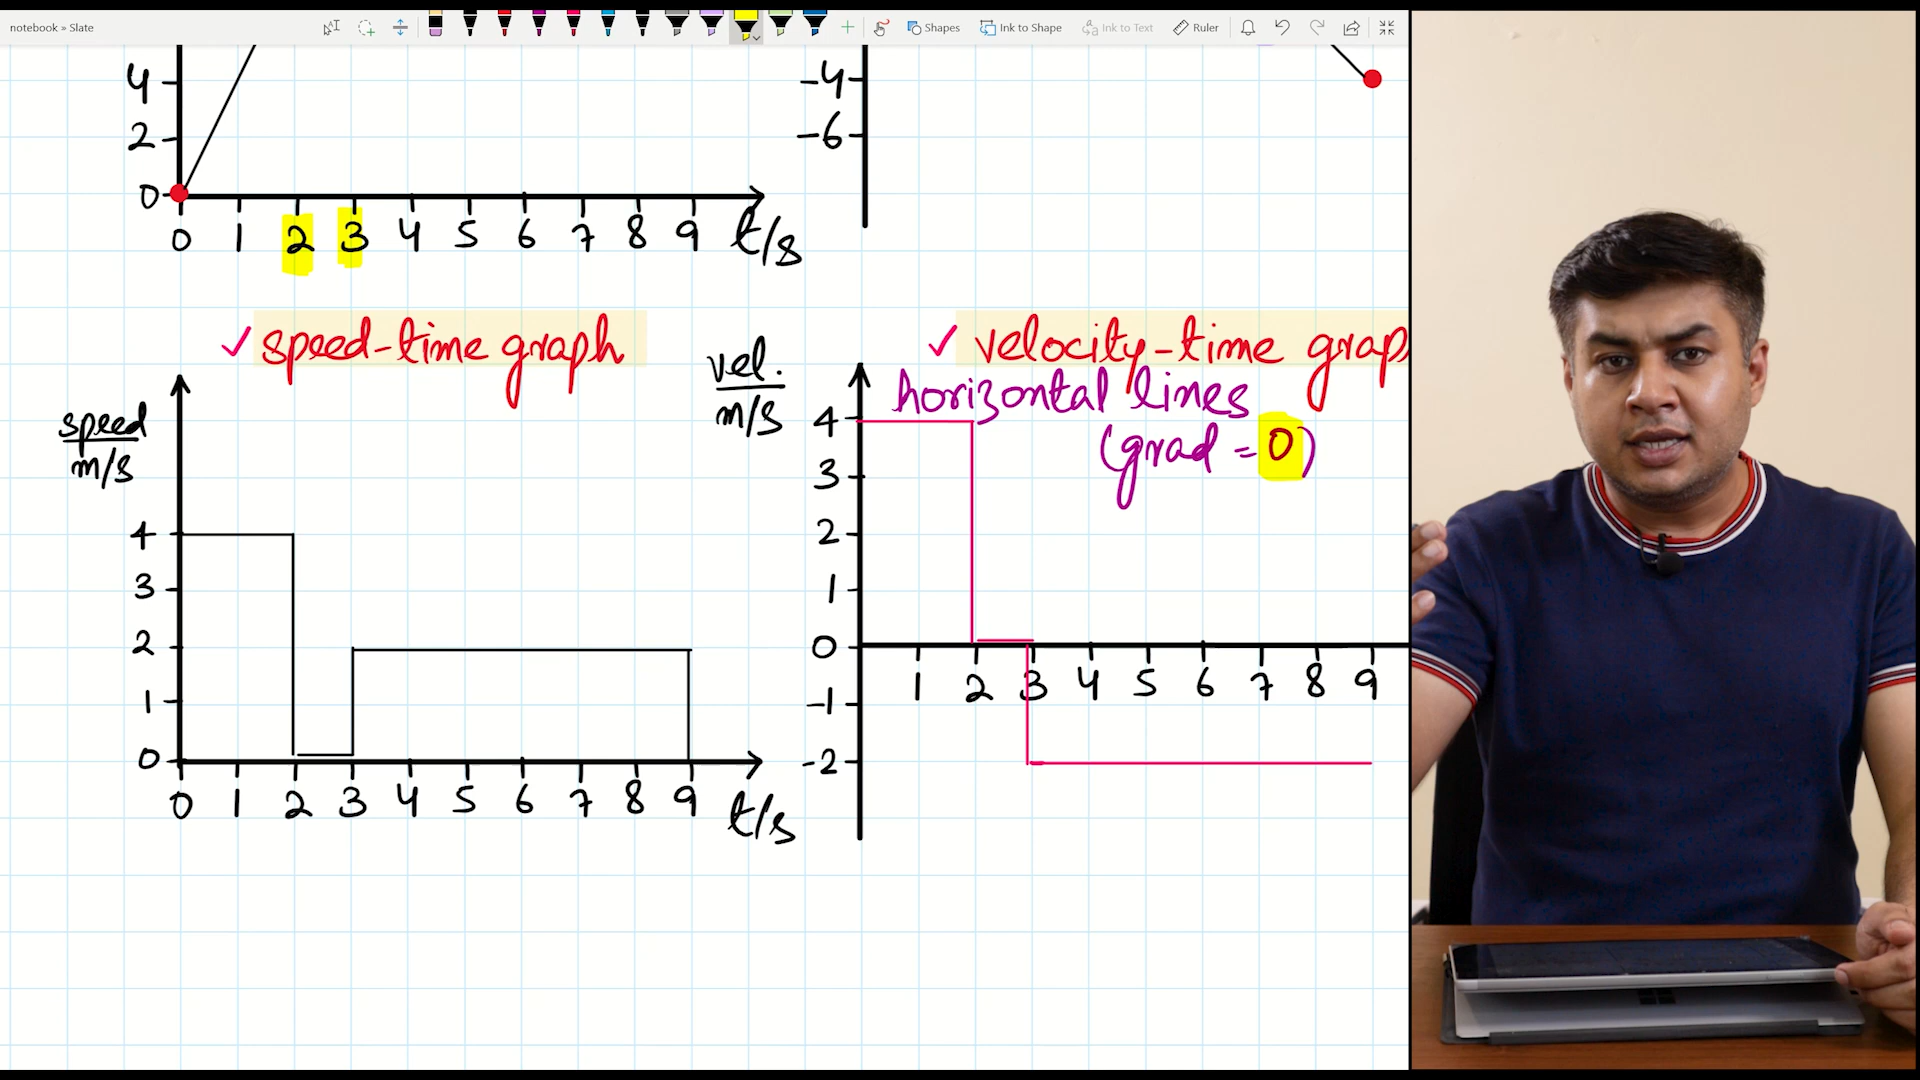 notebook » Slate
Shapes
Ink to Shape
Ink to Text
Ruler
4
2
0
0 1 2 3 4 5 6 7 8 9 t/s
-4
-6
✓ speed-time graph
speed
m/s
4
3
2
1
0
0 1 2 3 4 5 6 7 8 9 t/s
✓ velocity-time grap
vel.
m/s
horizontal lines
(grad = 0)
4
3
2
1
0
1 2 3 4 5 6 7 8 9
-1
-2